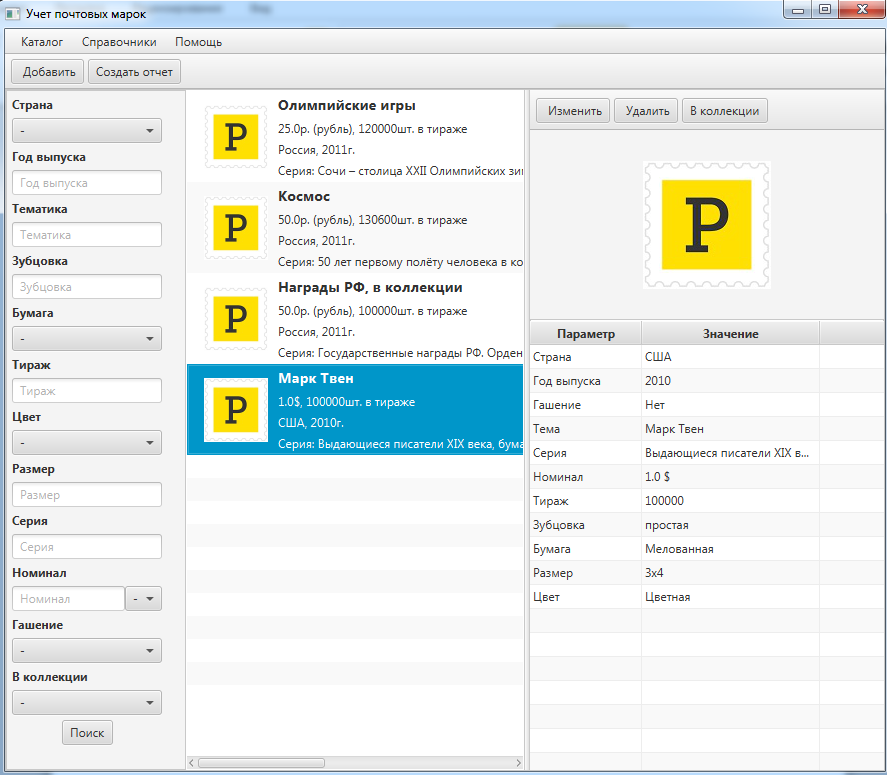 Учет почтовых марок
Каталог Справочники Помощь
Добавить Создать отчет
Страна
-
Год выпуска
Год выпуска
Тематика
Тематика
Зубцовка
Зубцовка
Бумага
-
Тираж
Тираж
Цвет
-
Размер
Размер
Серия
Серия
Номинал
Номинал -
Гашение
-
В коллекции
-
Поиск
P
Олимпийские игры
25.0р. (рубль), 120000шт. в тираже
Россия, 2011г.
Серия: Сочи – столица XXII Олимпийских зи
P
Космос
50.0р. (рубль), 130600шт. в тираже
Россия, 2011г.
Серия: 50 лет первому полёту человека в ко
P
Награды РФ, в коллекции
50.0р. (рубль), 100000шт. в тираже
Россия, 2011г.
Серия: Государственные награды РФ. Орден
P
Марк Твен
1.0$, 100000шт. в тираже
США, 2010г.
Серия: Выдающиеся писатели XIX века, бума
Изменить Удалить В коллекции
P
Параметр Значение
Страна США
Год выпуска 2010
Гашение Нет
Тема Марк Твен
Серия Выдающиеся писатели XIX в...
Номинал 1.0 $
Тираж 100000
Зубцовка простая
Бумага Мелованная
Размер 3x4
Цвет Цветная